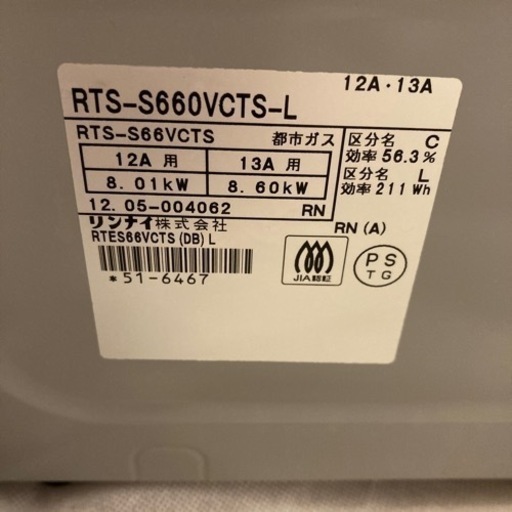 12A・13A
RTS-S660VCTS-L
RTS-S66VCTS 都市ガス
12A 用 13A 用
8.01kW 8.60kW
12.05-004062 RN
リンナイ株式会社
RTES66VCTS(DB)L
*51-6467
区分名 C
効率 56.3%
区分名 L
効率 211Wh
RN(A)
JIA認証
PS
TG